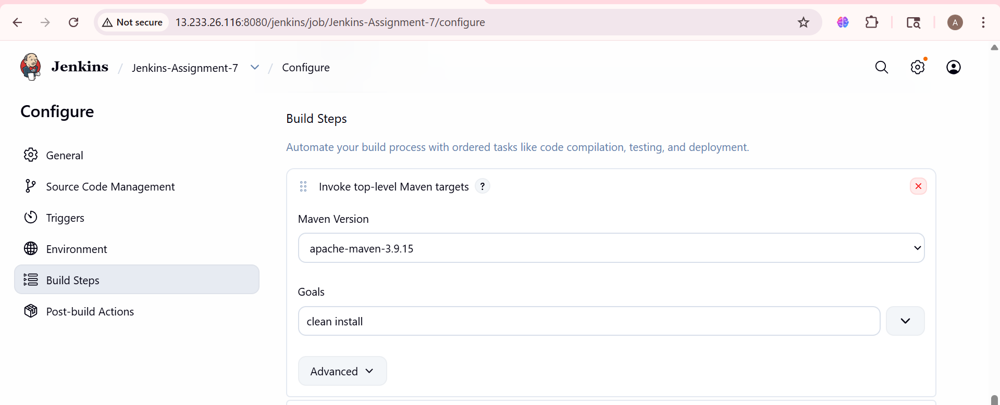 Not secure 13.233.26.116:8080/jenkins/job/Jenkins-Assignment-7/configure A
Jenkins / Jenkins-Assignment-7 / Configure
Configure
General
Source Code Management
Triggers
Environment
Build Steps
Post-build Actions
Build Steps
Automate your build process with ordered tasks like code compilation, testing, and deployment.
Invoke top-level Maven targets ?
Maven Version
apache-maven-3.9.15
Goals
clean install
Advanced